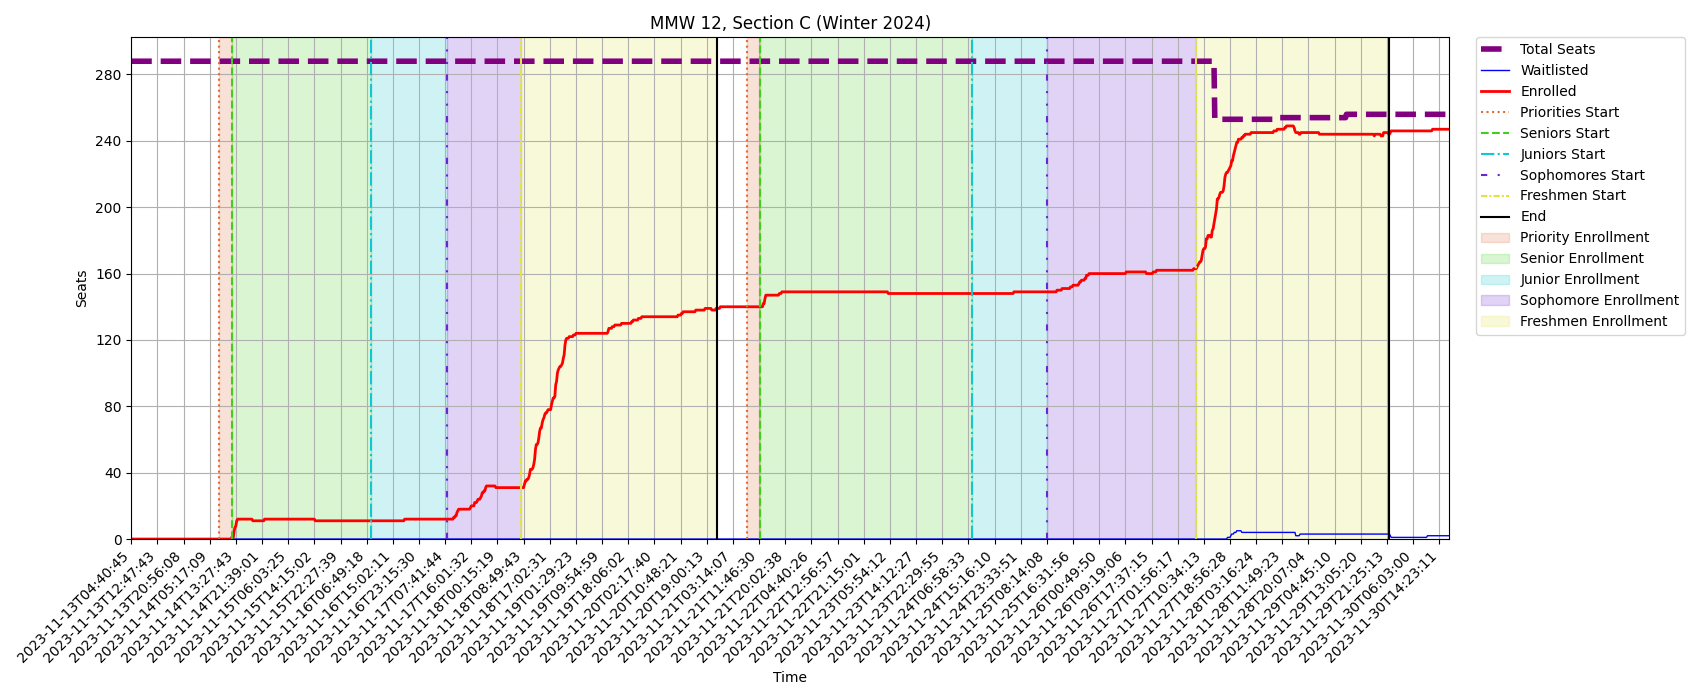 MMW 12, Section C (Winter 2024)
Total Seats
Waitlisted
Enrolled
Priorities Start
Seniors Start
Juniors Start
Sophomores Start
Freshmen Start
End
Priority Enrollment
Senior Enrollment
Junior Enrollment
Sophomore Enrollment
Freshmen Enrollment
Seats
280
240
200
160
120
80
40
0
2023-11-13T04:40:45
2023-11-13T12:47:43
2023-11-13T20:56:08
2023-11-14T05:17:09
2023-11-14T13:27:43
2023-11-14T21:39:01
2023-11-15T06:03:25
2023-11-15T14:15:02
2023-11-15T22:27:39
2023-11-16T06:49:18
2023-11-16T15:02:11
2023-11-16T23:15:30
2023-11-17T07:41:44
2023-11-17T16:01:32
2023-11-18T00:15:19
2023-11-18T08:49:43
2023-11-18T17:02:31
2023-11-19T01:29:23
2023-11-19T09:54:59
2023-11-19T18:06:02
2023-11-20T02:17:40
2023-11-20T10:48:21
2023-11-20T19:00:13
2023-11-21T03:14:07
2023-11-21T11:46:30
2023-11-21T20:02:38
2023-11-22T04:40:26
2023-11-22T12:56:57
2023-11-22T21:15:01
2023-11-23T05:54:12
2023-11-23T14:12:27
2023-11-23T22:29:55
2023-11-24T06:58:33
2023-11-24T15:16:10
2023-11-24T23:33:51
2023-11-25T08:14:08
2023-11-25T16:31:56
2023-11-26T00:49:50
2023-11-26T09:19:06
2023-11-26T17:37:15
2023-11-27T01:56:17
2023-11-27T10:34:13
2023-11-27T18:56:28
2023-11-28T03:16:24
2023-11-28T11:49:23
2023-11-28T20:07:04
2023-11-29T04:45:10
2023-11-29T13:05:20
2023-11-29T21:25:13
2023-11-30T06:03:00
2023-11-30T14:23:11
Time